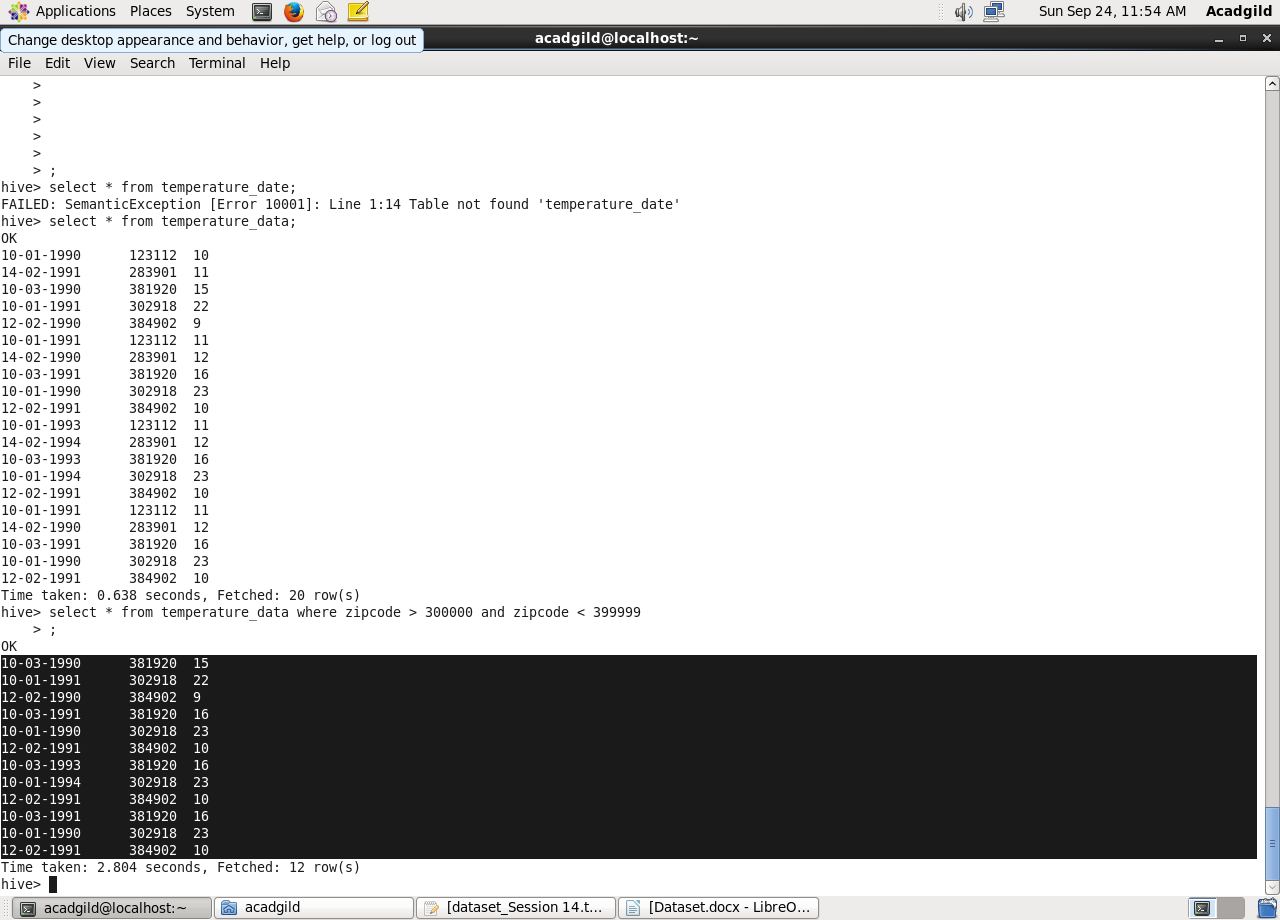 Applications Places System Sun Sep 24, 11:54 AM Acadgild
Change desktop appearance and behavior, get help, or log out
acadgild@localhost:~
File Edit View Search Terminal Help
>
>
>
>
>
> ;
hive> select * from temperature_date;
FAILED: SemanticException [Error 10001]: Line 1:14 Table not found 'temperature_date'
hive> select * from temperature_data;
OK
10-01-1990 123112 10
14-02-1991 283901 11
10-03-1990 381920 15
10-01-1991 302918 22
12-02-1990 384902 9
10-01-1991 123112 11
14-02-1990 283901 12
10-03-1991 381920 16
10-01-1990 302918 23
12-02-1991 384902 10
10-01-1993 123112 11
14-02-1994 283901 12
10-03-1993 381920 16
10-01-1994 302918 23
12-02-1991 384902 10
10-01-1991 123112 11
14-02-1990 283901 12
10-03-1991 381920 16
10-01-1990 302918 23
12-02-1991 384902 10
Time taken: 0.638 seconds, Fetched: 20 row(s)
hive> select * from temperature_data where zipcode > 300000 and zipcode < 399999
> ;
OK
10-03-1990 381920 15
10-01-1991 302918 22
12-02-1990 384902 9
10-03-1991 381920 16
10-01-1990 302918 23
12-02-1991 384902 10
10-03-1993 381920 16
10-01-1994 302918 23
12-02-1991 384902 10
10-03-1991 381920 16
10-01-1990 302918 23
12-02-1991 384902 10
Time taken: 2.804 seconds, Fetched: 12 row(s)
hive>
acadgild@localhost:~ acadgild [dataset_Session 14.t... [Dataset.docx - LibreO...